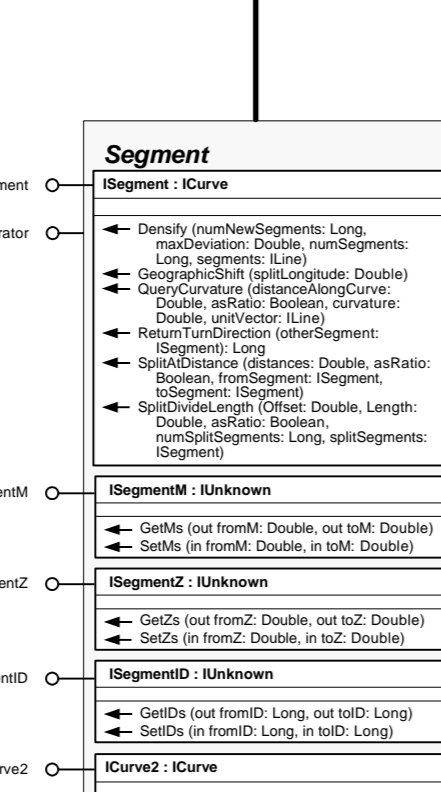 Segment
ment
ISegment : ICurve
rator
Densify (numNewSegments: Long,
maxDeviation: Double, numSegments:
Long, segments: ILine)
GeographicShift (splitLongitude: Double)
QueryCurvature (distanceAlongCurve:
Double, asRatio: Boolean, curvature:
Double, unitVector: ILine)
ReturnTurnDirection (otherSegment:
ISegment): Long
SplitAtDistance (distances: Double, asRatio:
Boolean, fromSegment: ISegment,
toSegment: ISegment)
SplitDivideLength (Offset: Double, Length:
Double, asRatio: Boolean,
numSplitSegments: Long, splitSegments:
ISegment)
entM
ISegmentM : IUnknown
GetMs (out fromM: Double, out toM: Double)
SetMs (in fromM: Double, in toM: Double)
entZ
ISegmentZ : IUnknown
GetZs (out fromZ: Double, out toZ: Double)
SetZs (in fromZ: Double, in toZ: Double)
entID
ISegmentID : IUnknown
GetIDs (out fromID: Long, out toID: Long)
SetIDs (in fromID: Long, in toID: Long)
rve2
ICurve2 : ICurve